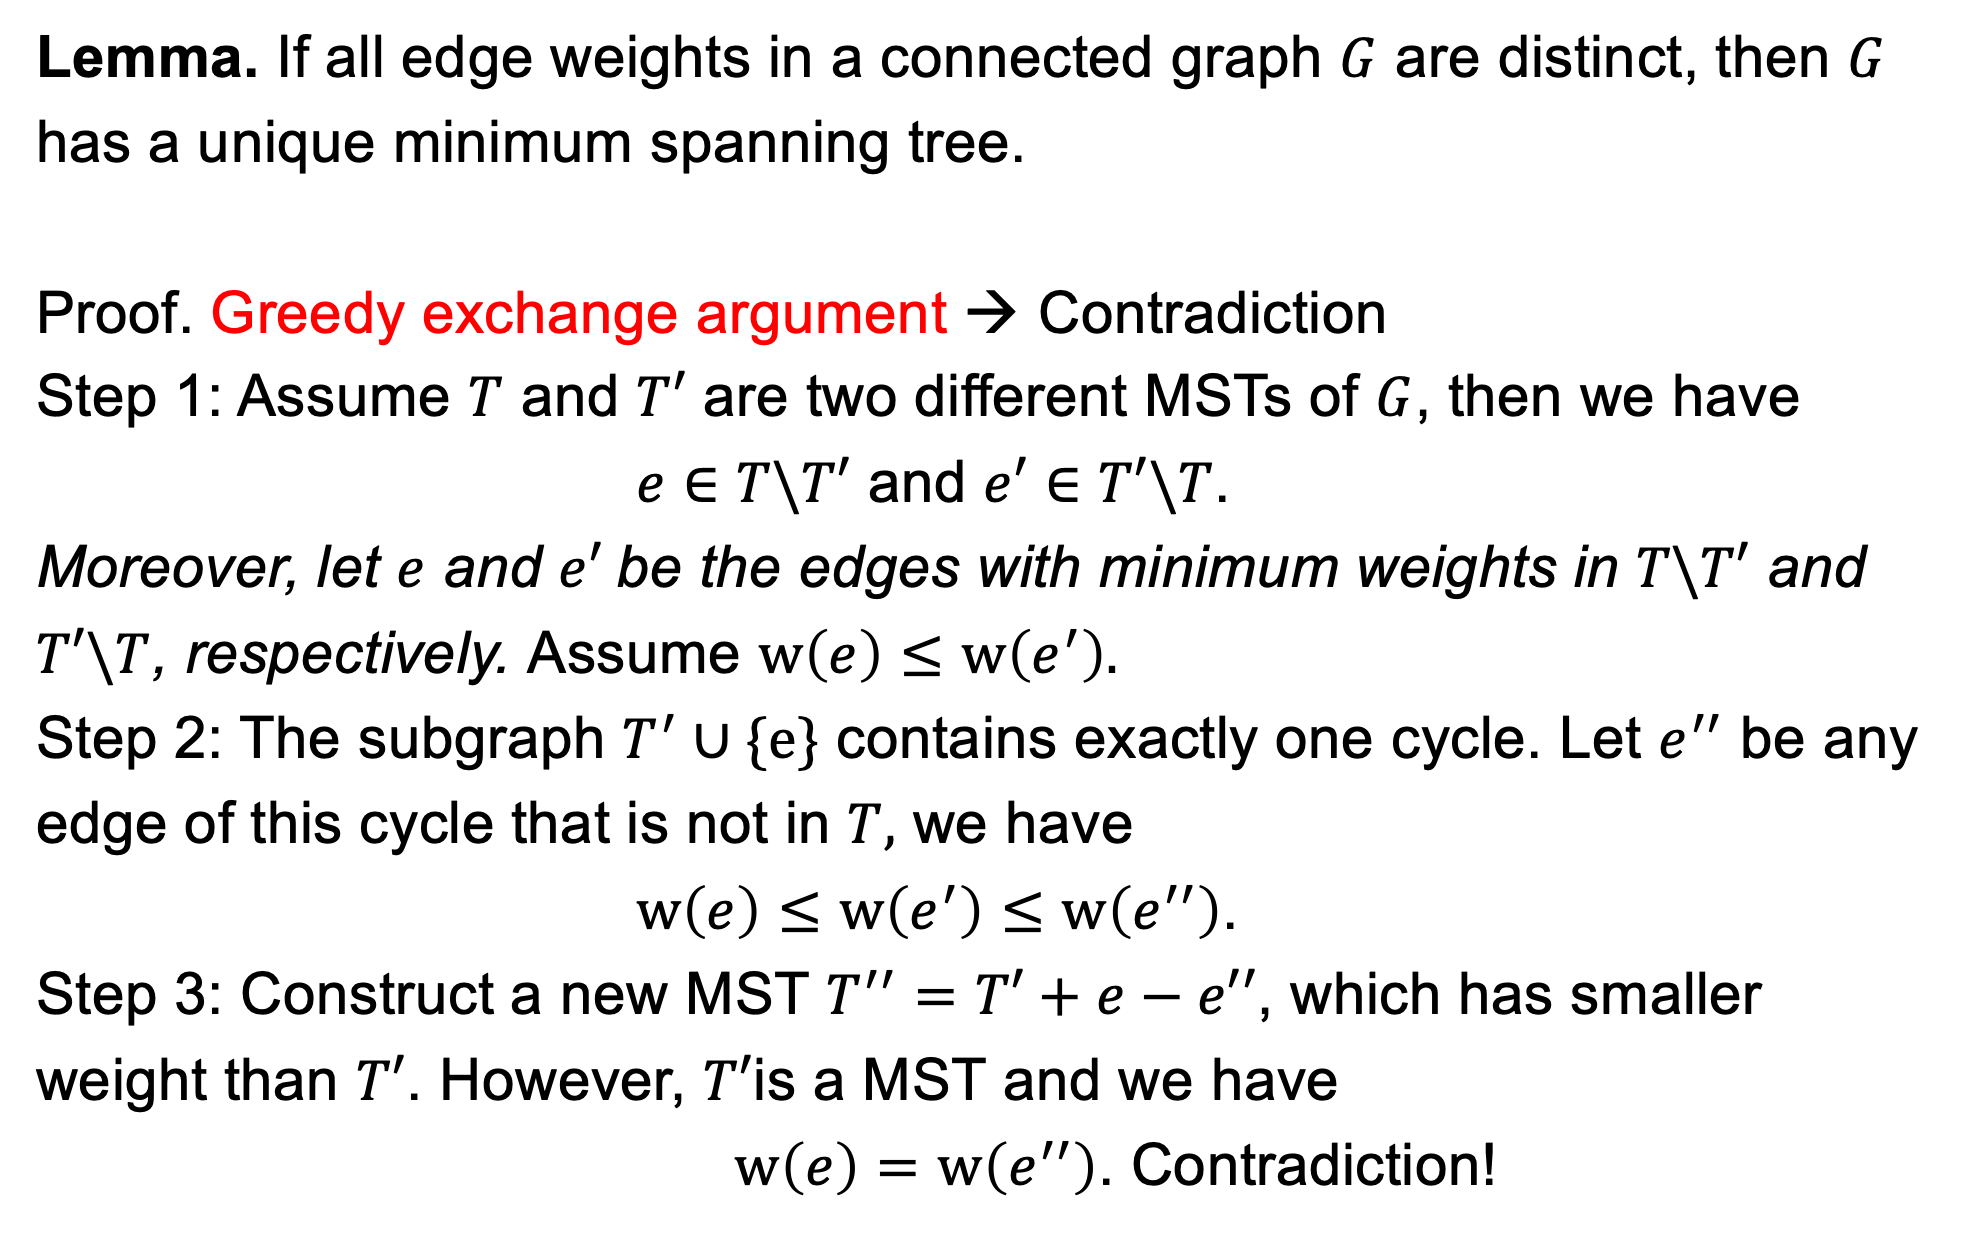 Lemma. If all edge weights in a connected graph G are distinct, then G
has a unique minimum spanning tree.
Proof. Greedy exchange argument → Contradiction
Step 1: Assume T and T′ are two different MSTs of G, then we have
e ∈ T\T′ and e′ ∈ T′\T.
Moreover, let e and e′ be the edges with minimum weights in T\T′ and
T′\T, respectively. Assume w(e) ≤ w(e′).
Step 2: The subgraph T′ ∪ {e} contains exactly one cycle. Let e′′ be any
edge of this cycle that is not in T, we have
w(e) ≤ w(e′) ≤ w(e′′).
Step 3: Construct a new MST T′′ = T′ + e − e′′, which has smaller
weight than T′. However, T′is a MST and we have
w(e) = w(e′′). Contradiction!